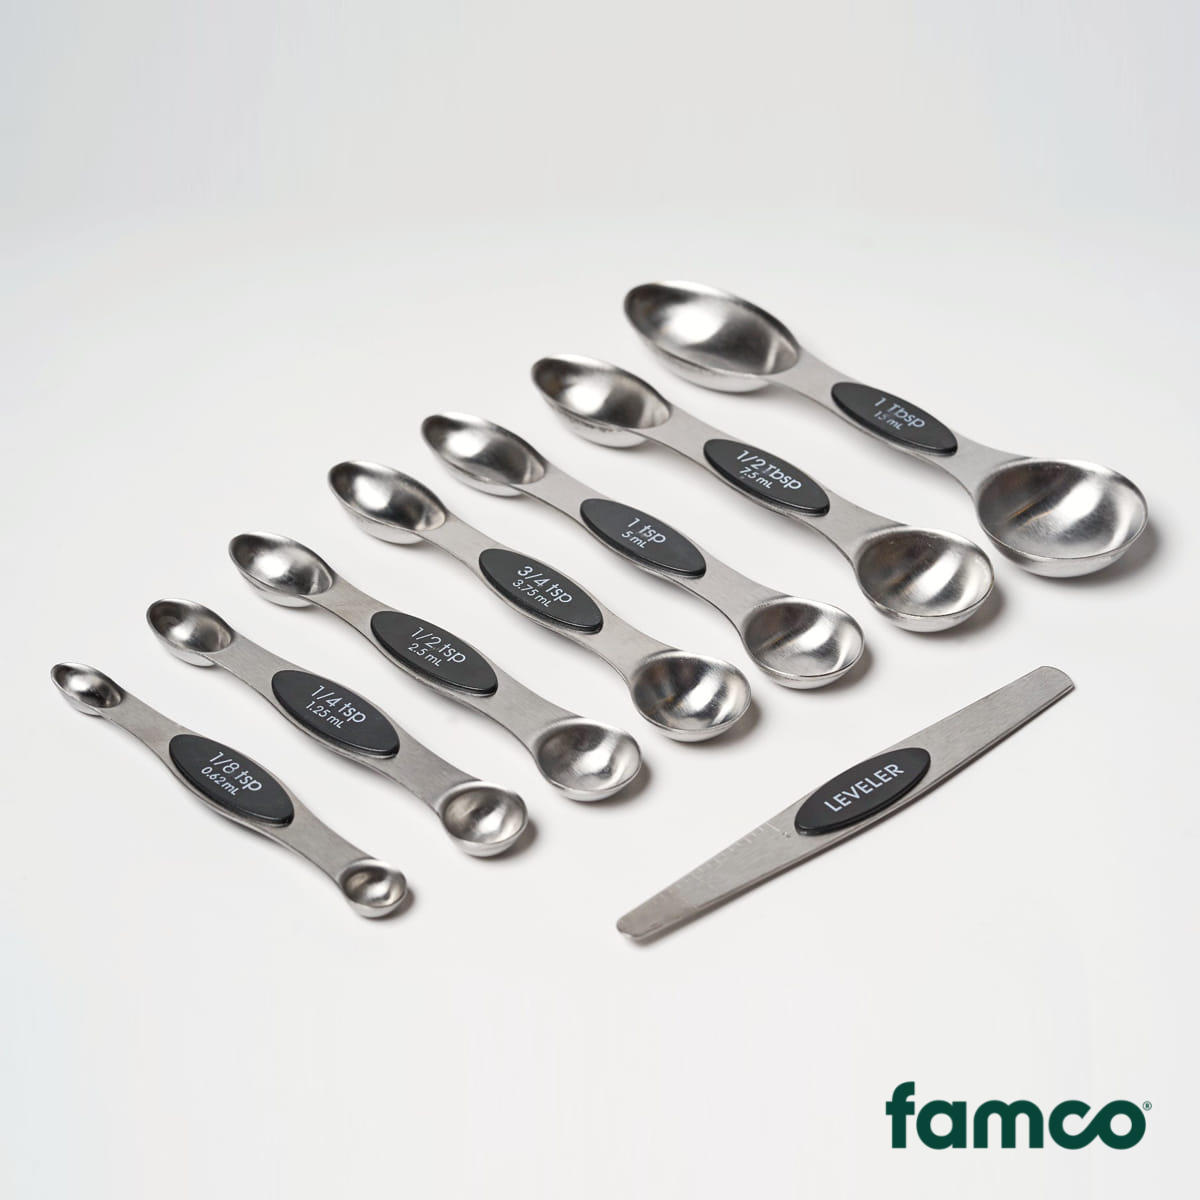 1 Tbsp
15 mL
1/2 Tbsp
7.5 mL
1 tsp
5 mL
3/4 tsp
3.75 mL
1/2 tsp
2.5 mL
1/4 tsp
1.25 mL
1/8 tsp
0.62 mL
LEVELER
famco®